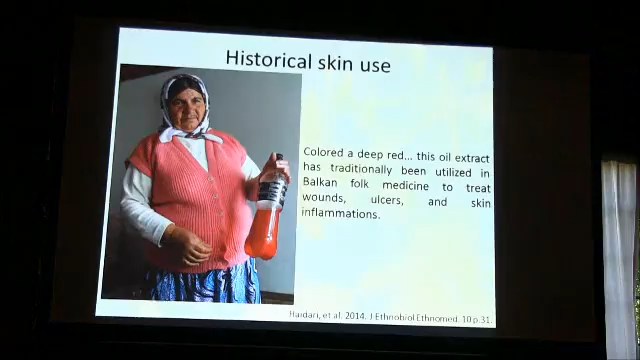 Historical skin use
Colored a deep red... this oil extract
has traditionally been utilized in
Balkan folk medicine to treat
wounds, ulcers, and skin
inflammations.
Haidari, et al. 2014. J Ethnobiol Ethnomed. 10 p.31.